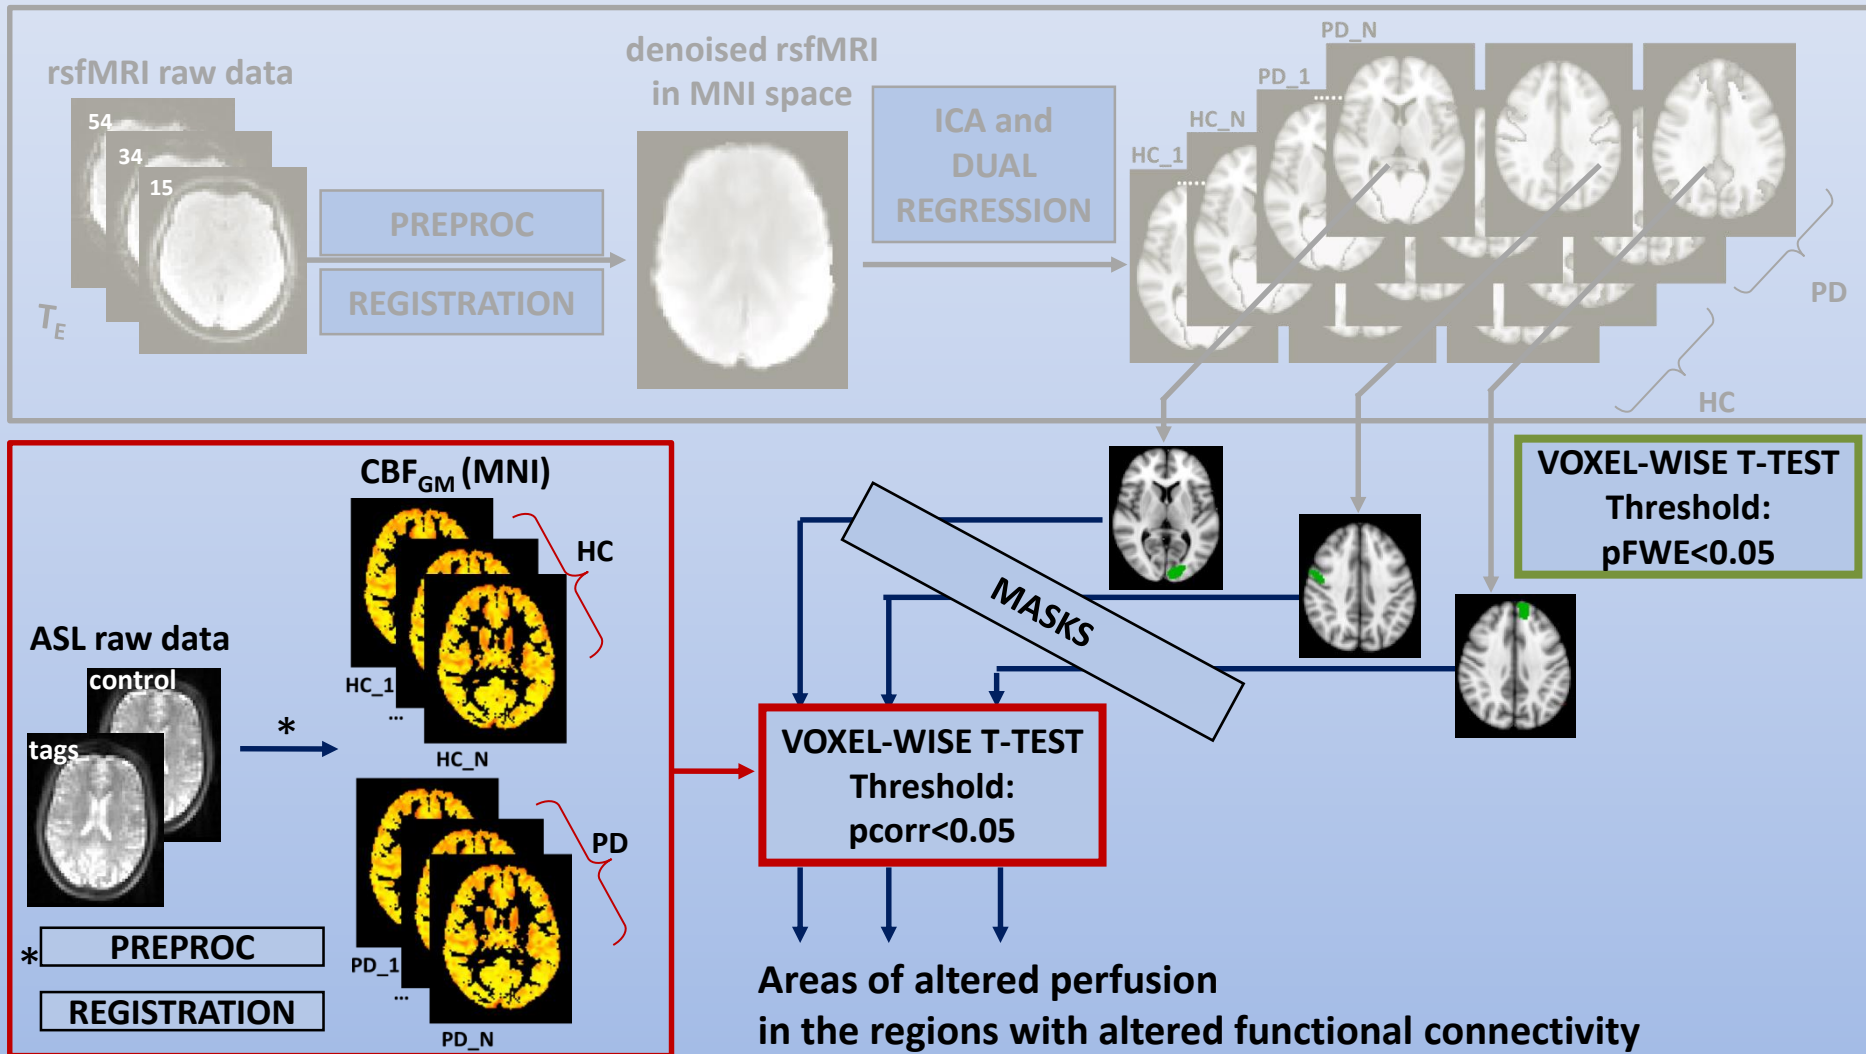 rsfMRI raw data
54
34
15
TE
PREPROC
REGISTRATION
denoised rsfMRI
in MNI space
ICA and
DUAL
REGRESSION
HC_1
HC_N
PD_1
PD_N
PD
HC
VOXEL-WISE T-TEST
Threshold:
pFWE<0.05
MASKS
CBFGM (MNI)
HC
HC_1
...
HC_N
ASL raw data
control
tags
*
PD
PD_1
...
PD_N
* PREPROC
REGISTRATION
VOXEL-WISE T-TEST
Threshold:
pcorr<0.05
Areas of altered perfusion
in the regions with altered functional connectivity